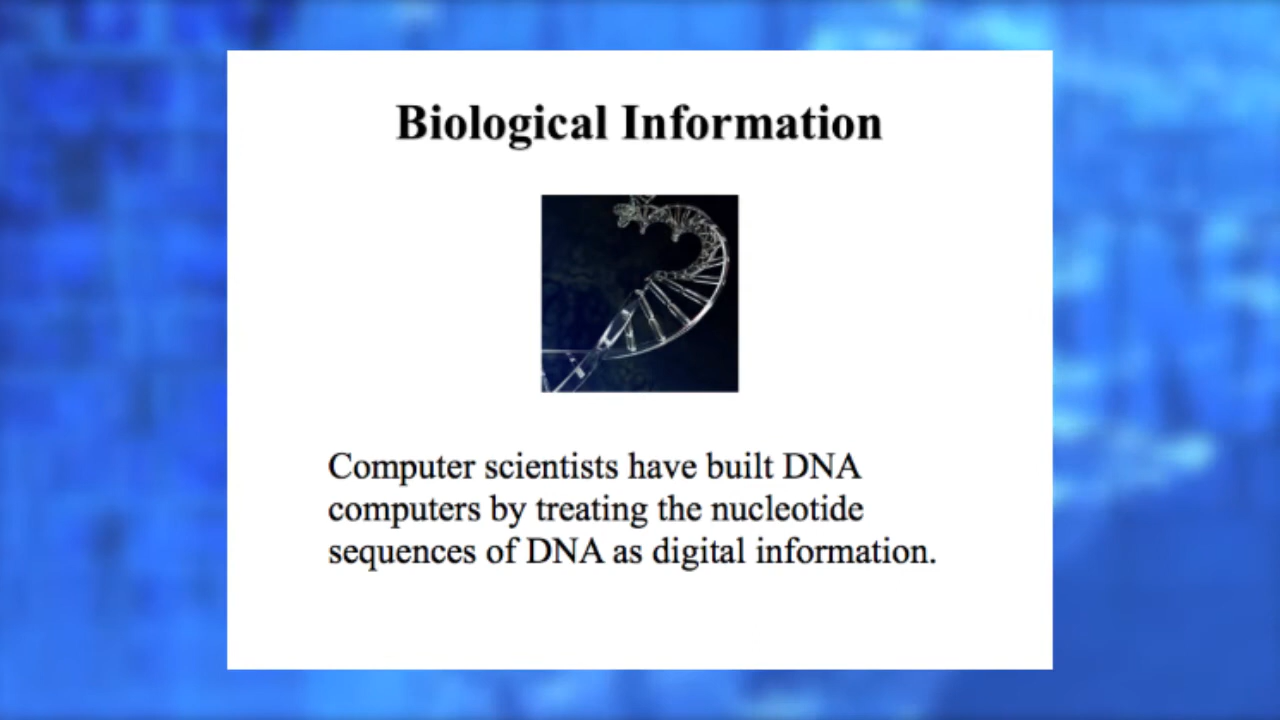 Biological Information
Computer scientists have built DNA
computers by treating the nucleotide
sequences of DNA as digital information.